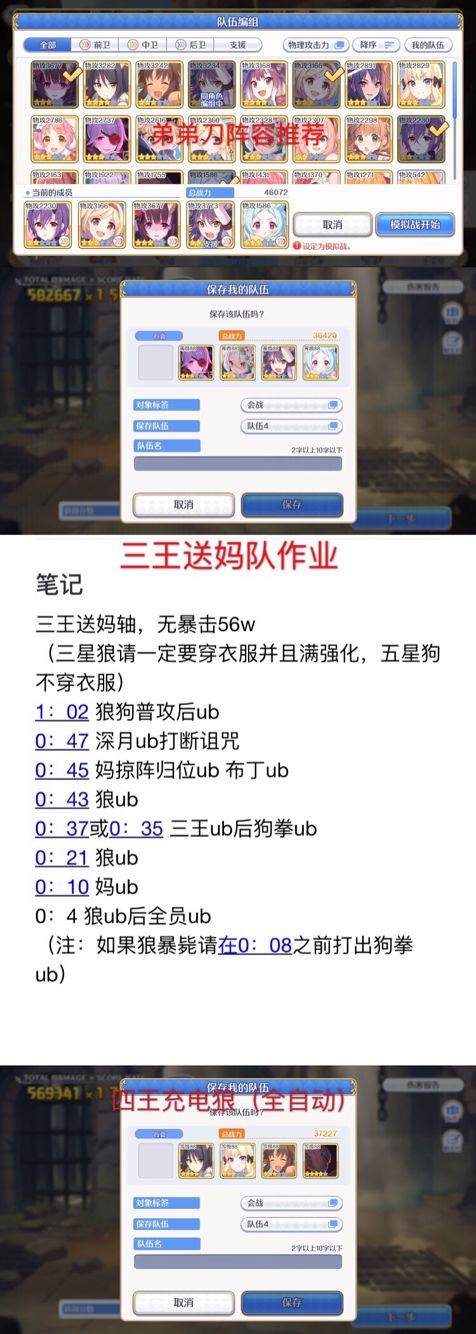 队伍编组
全部 前卫 中卫 后卫 支援 物理攻击力 降序 我的队伍
物攻3677 物攻3282 物攻3242 物攻3234 物攻3168 物攻3166 物攻2891 物攻2829
同角色
编组中
物攻2786 物攻2737 物攻2616 物攻2360 物攻2328 物攻2307 物攻2298 物攻2230
弟弟刀阵容推荐
物攻2163 物攻1922 物攻1755 物攻1586 物攻1431 物攻1370 物攻1271 物攻542
当前的成员 总战力 46072
物攻2230 物攻3166 物攻3677 物攻3773 物攻1586
支援
取消 模拟战开始
设定为模拟战。
TOTAL DAMAGE × SCORE RATE
582667 × 1
伤害报告
保存我的队伍
保存该队伍吗？
行会 总战力 36420
对象标签 会战
保存队伍 队伍4
队伍名 2字以上10字以下
取消 保存
下一步
三王送妈队作业
笔记
三王送妈轴，无暴击56w
（三星狼请一定要穿衣服并且满强化，五星狗
不穿衣服）
1：02 狼狗普攻后ub
0：47 深月ub打断诅咒
0：45 妈掠阵归位ub 布丁ub
0：43 狼ub
0：37或0：35 三王ub后狗拳ub
0：21 狼ub
0：10 妈ub
0：4 狼ub后全员ub
（注：如果狼暴毙请在0：08之前打出狗拳
ub）
TOTAL DAMAGE × SCORE RATE
569341 × 1
伤害报告
保存我的队伍
四王充电狼（全自动）
保存该队伍吗？
行会 总战力 37227
对象标签 会战
保存队伍 队伍4
队伍名 2字以上10字以下
取消 保存
下一步